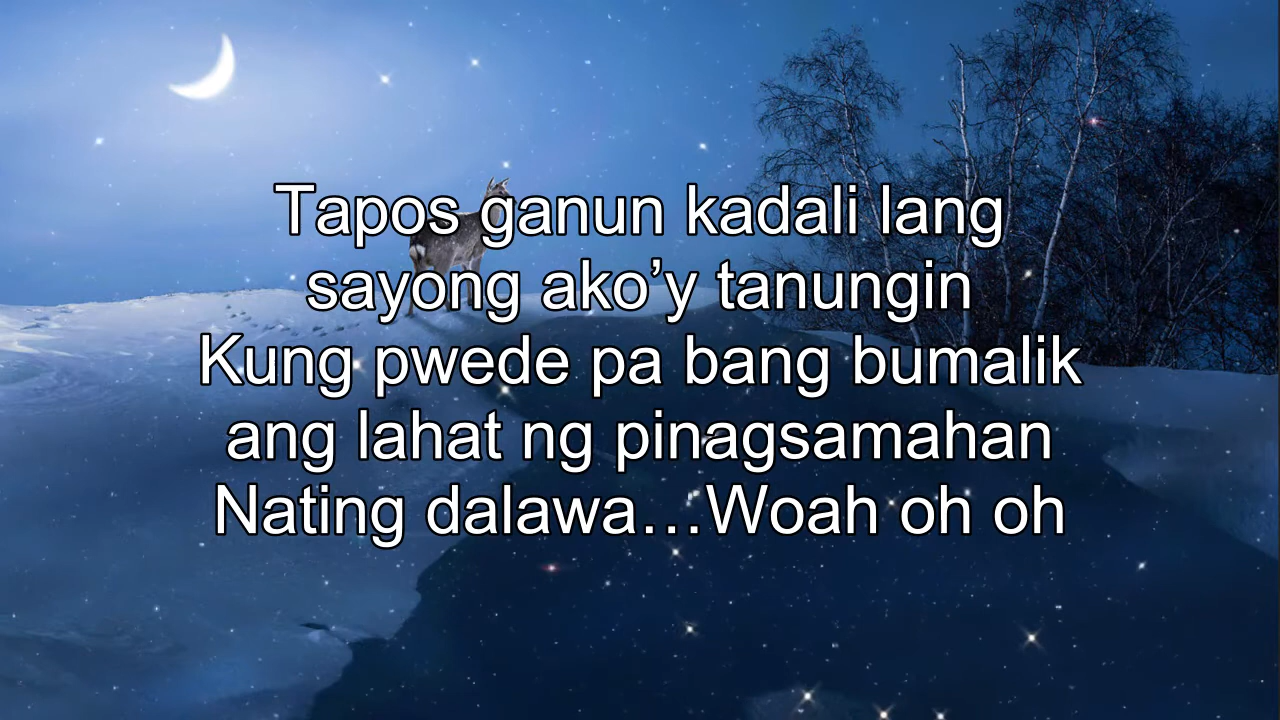 Tapos ganun kadali lang
sayong ako’y tanungin
Kung pwede pa bang bumalik
ang lahat ng pinagsamahan
Nating dalawa…Woah oh oh